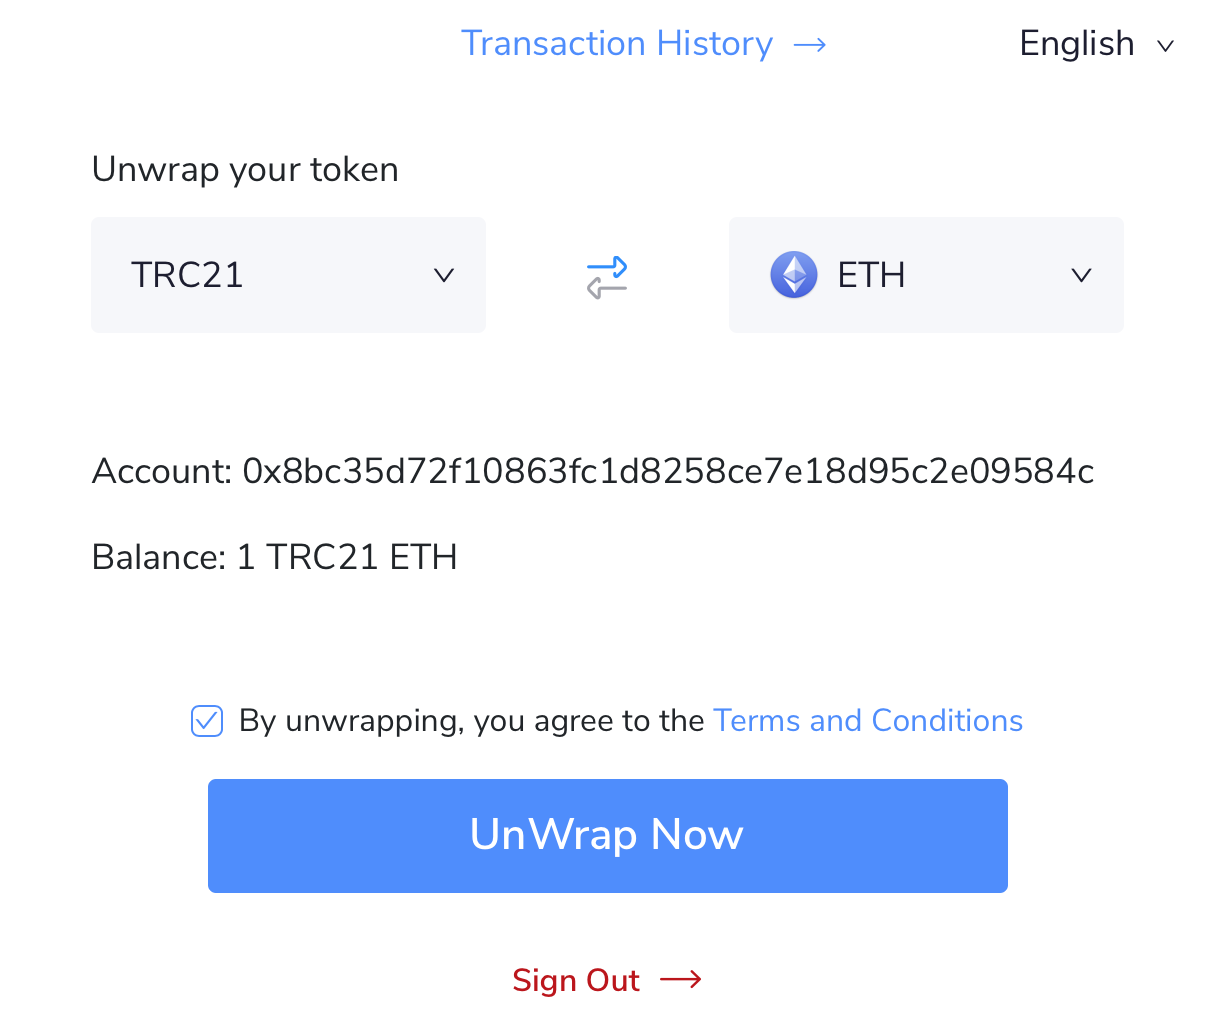 Transaction History
English
Unwrap your token
TRC21
ETH
Account: 0x8bc35d72f10863fc1d8258ce7e18d95c2e09584c
Balance: 1 TRC21 ETH
By unwrapping, you agree to the Terms and Conditions
UnWrap Now
Sign Out